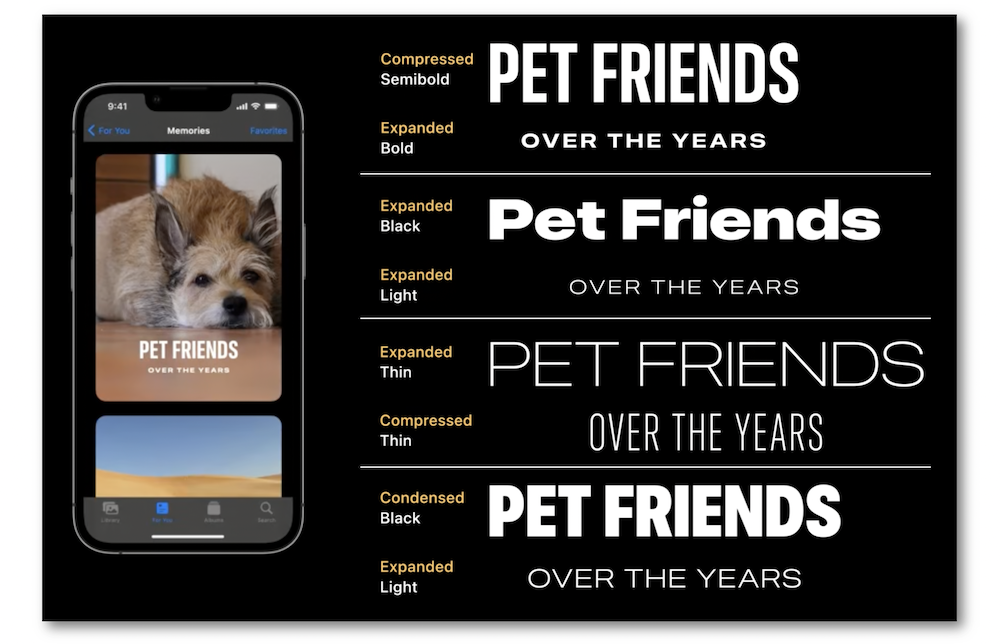 9:41
For You
Memories
Favorites
PET FRIENDS
OVER THE YEARS
Library
For You
Albums
Search
Compressed
Semibold
PET FRIENDS
Expanded
Bold
OVER THE YEARS
Expanded
Black
Pet Friends
Expanded
Light
OVER THE YEARS
Expanded
Thin
PET FRIENDS
Compressed
Thin
OVER THE YEARS
Condensed
Black
PET FRIENDS
Expanded
Light
OVER THE YEARS